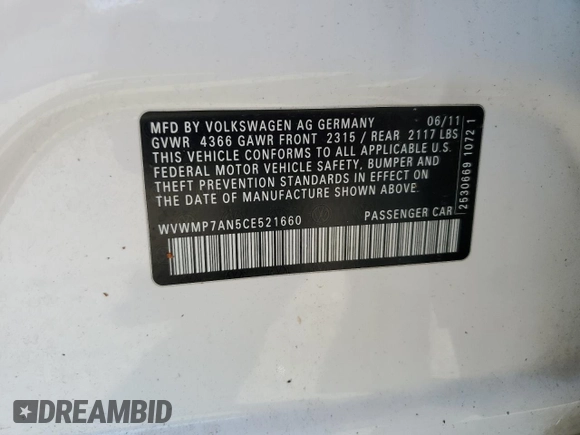 MFD BY VOLKSWAGEN AG GERMANY 06/11
GVWR 4366 GAWR FRONT 2315 / REAR 2117 LBS
THIS VEHICLE CONFORMS TO ALL APPLICABLE U.S.
FEDERAL MOTOR VEHICLE SAFETY, BUMPER AND
THEFT PREVENTION STANDARDS IN EFFECT ON
THE DATE OF MANUFACTURE SHOWN ABOVE.
WVWMP7AN5CE521660 PASSENGER CAR
2530669 1072 1
DREAMBID